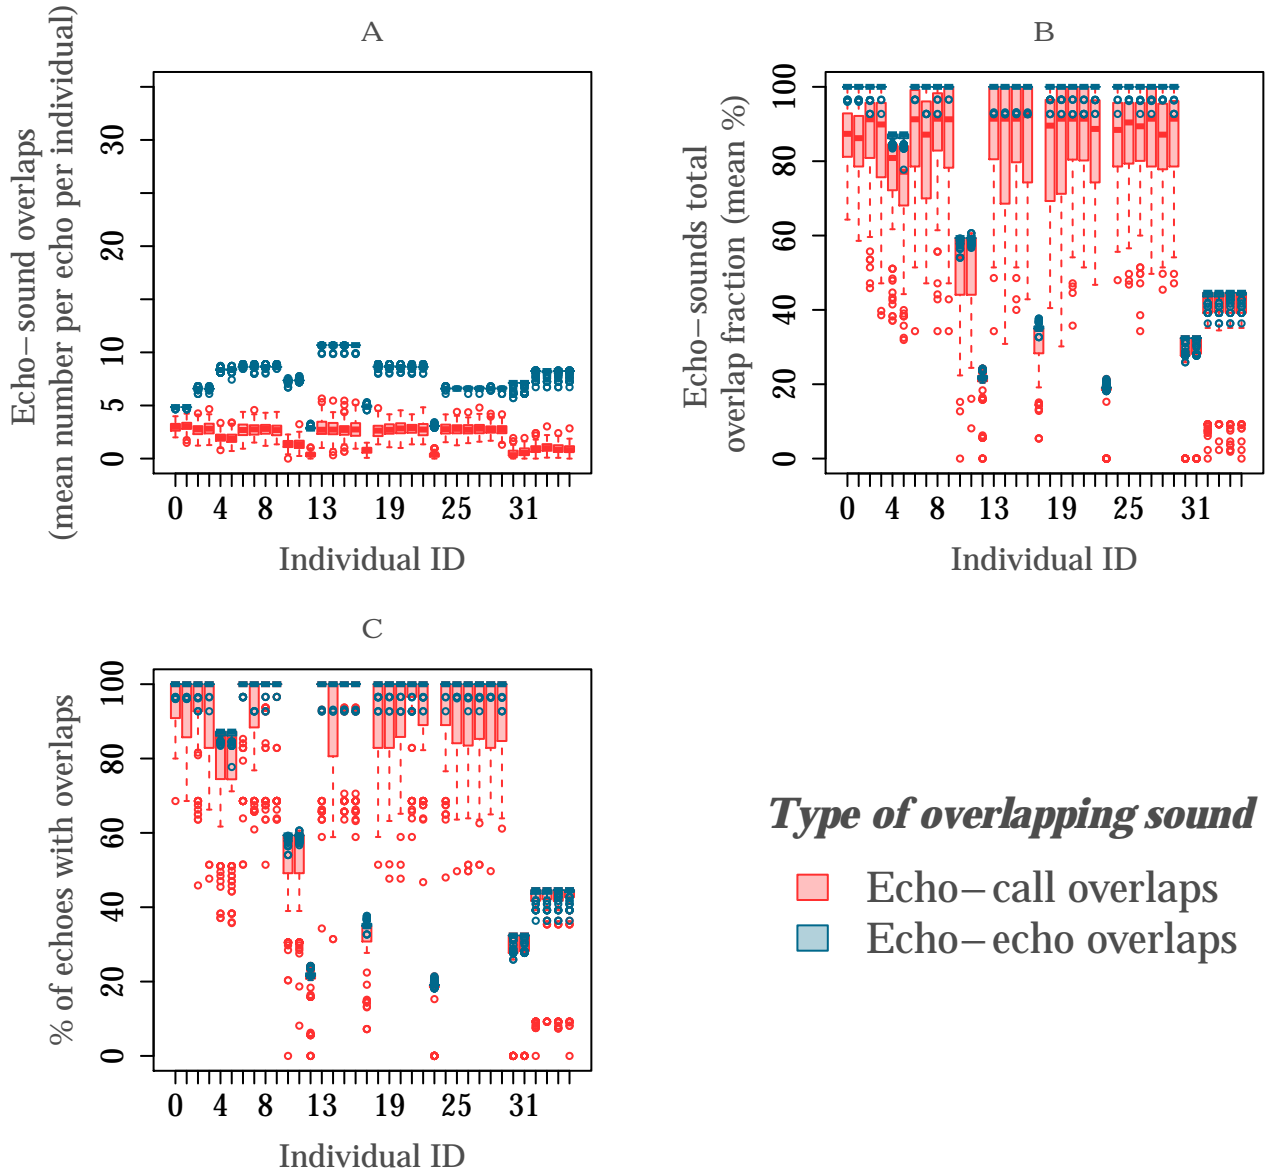 A
Echo−sound overlaps
(mean number per echo per individual)
0 5 10 20 30
0 4 8 13 19 25 31
Individual ID
B
Echo−sounds total
overlap fraction (mean %)
0 20 40 60 80 100
0 4 8 13 19 25 31
Individual ID
C
% of echoes with overlaps
0 20 40 60 80 100
0 4 8 13 19 25 31
Individual ID
Type of overlapping sound
Echo−call overlaps
Echo−echo overlaps